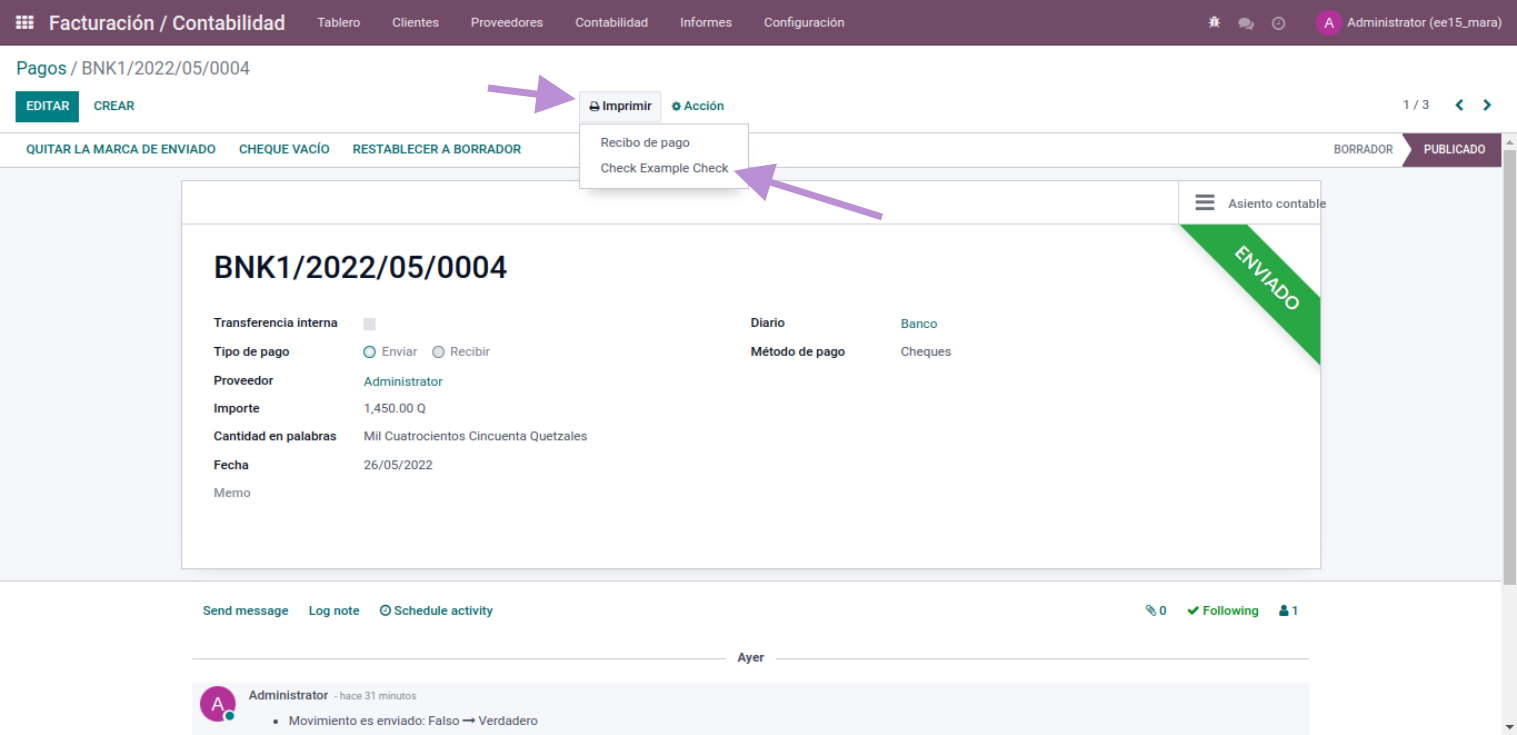 Facturación / Contabilidad Tablero Clientes Proveedores Contabilidad Informes Configuración A Administrator (ee15_mara)
Pagos / BNK1/2022/05/0004
EDITAR CREAR Imprimir Acción 1 / 3
Recibo de pago
Check Example Check
QUITAR LA MARCA DE ENVIADO CHEQUE VACÍO RESTABLECER A BORRADOR BORRADOR PUBLICADO
Asiento contable
ENVIADO
BNK1/2022/05/0004
Transferencia interna Diario Banco
Tipo de pago Enviar Recibir Método de pago Cheques
Proveedor Administrator
Importe 1,450.00 Q
Cantidad en palabras Mil Cuatrocientos Cincuenta Quetzales
Fecha 26/05/2022
Memo
Send message Log note Schedule activity 0 Following 1
Ayer
A Administrator - hace 31 minutos
• Movimiento es enviado: Falso → Verdadero